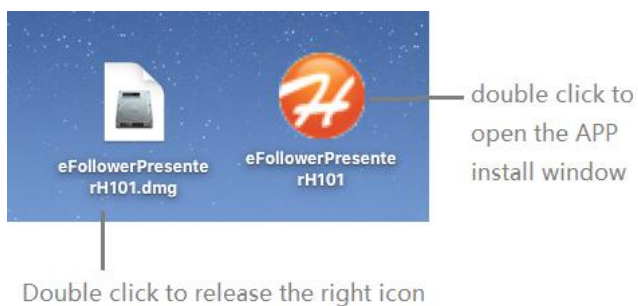 eFollowerPresente
rH101.dmg
eFollowerPresente
rH101
double click to
open the APP
install window
Double click to release the right icon